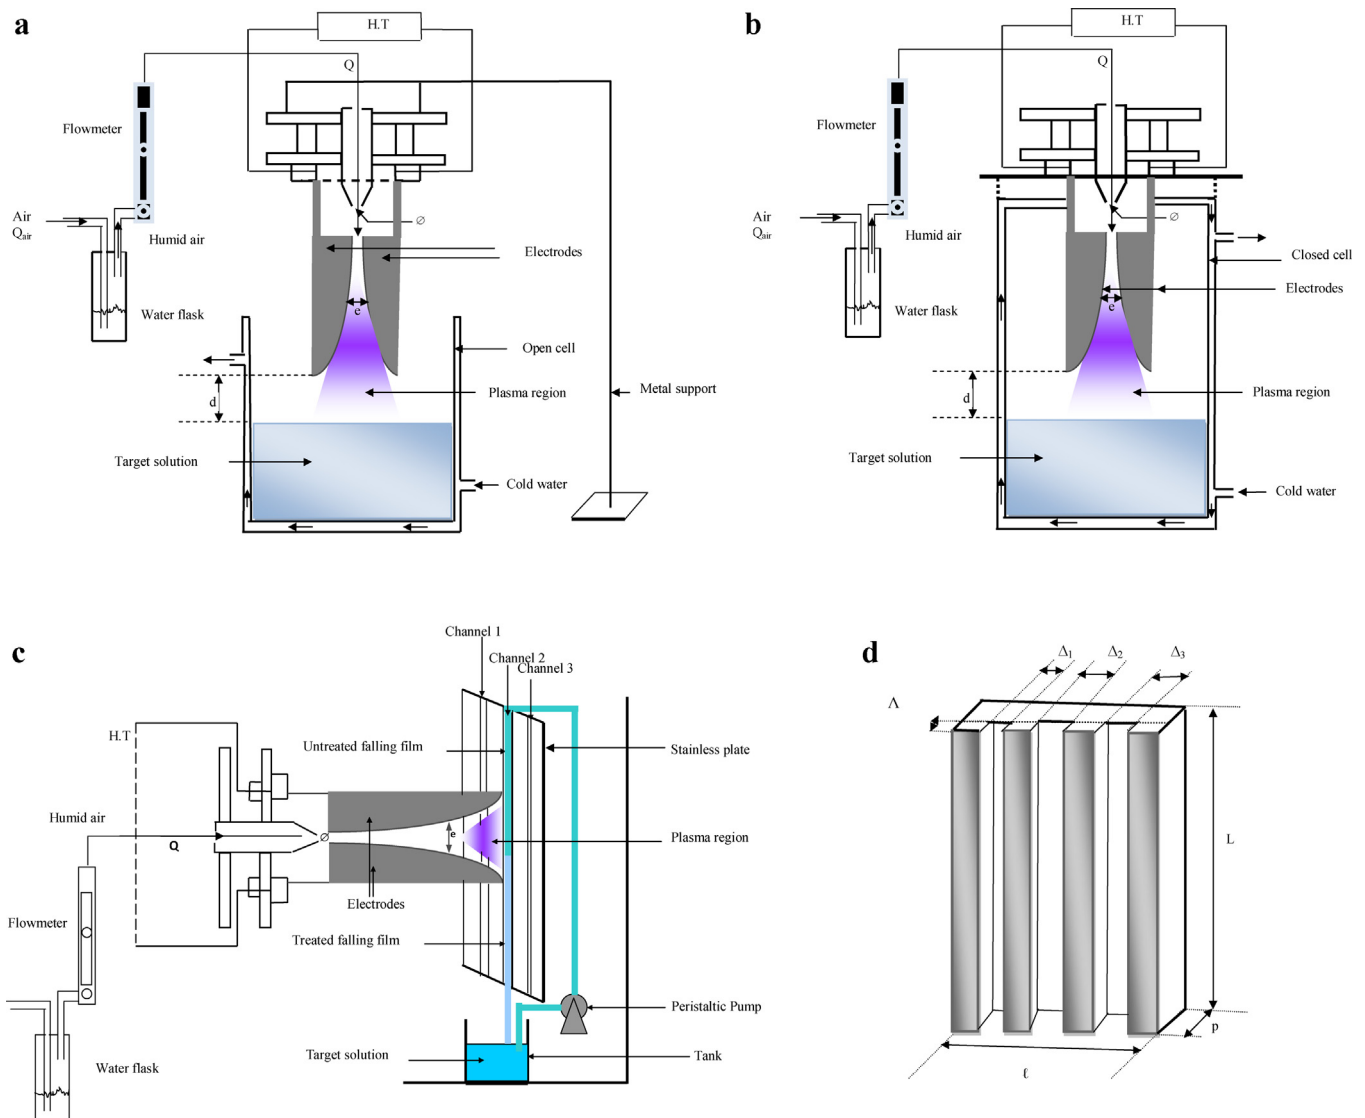 a
H.T
Q
Flowmeter
Air
Qair
Humid air
Ø
Electrodes
Water flask
e
Open cell
d
Plasma region
Metal support
Target solution
Cold water
b
H.T
Q
Flowmeter
Air
Qair
Humid air
Ø
Closed cell
Electrodes
Water flask
e
d
Plasma region
Target solution
Cold water
c
Channel 1
Channel 2
Channel 3
H.T
Untreated falling film
Stainless plate
Humid air
Q
Ø
e
Plasma region
Electrodes
Flowmeter
Treated falling film
Peristaltic Pump
Target solution
Tank
Water flask
d
Δ1
Δ2
Δ3
Λ
L
p
ℓ